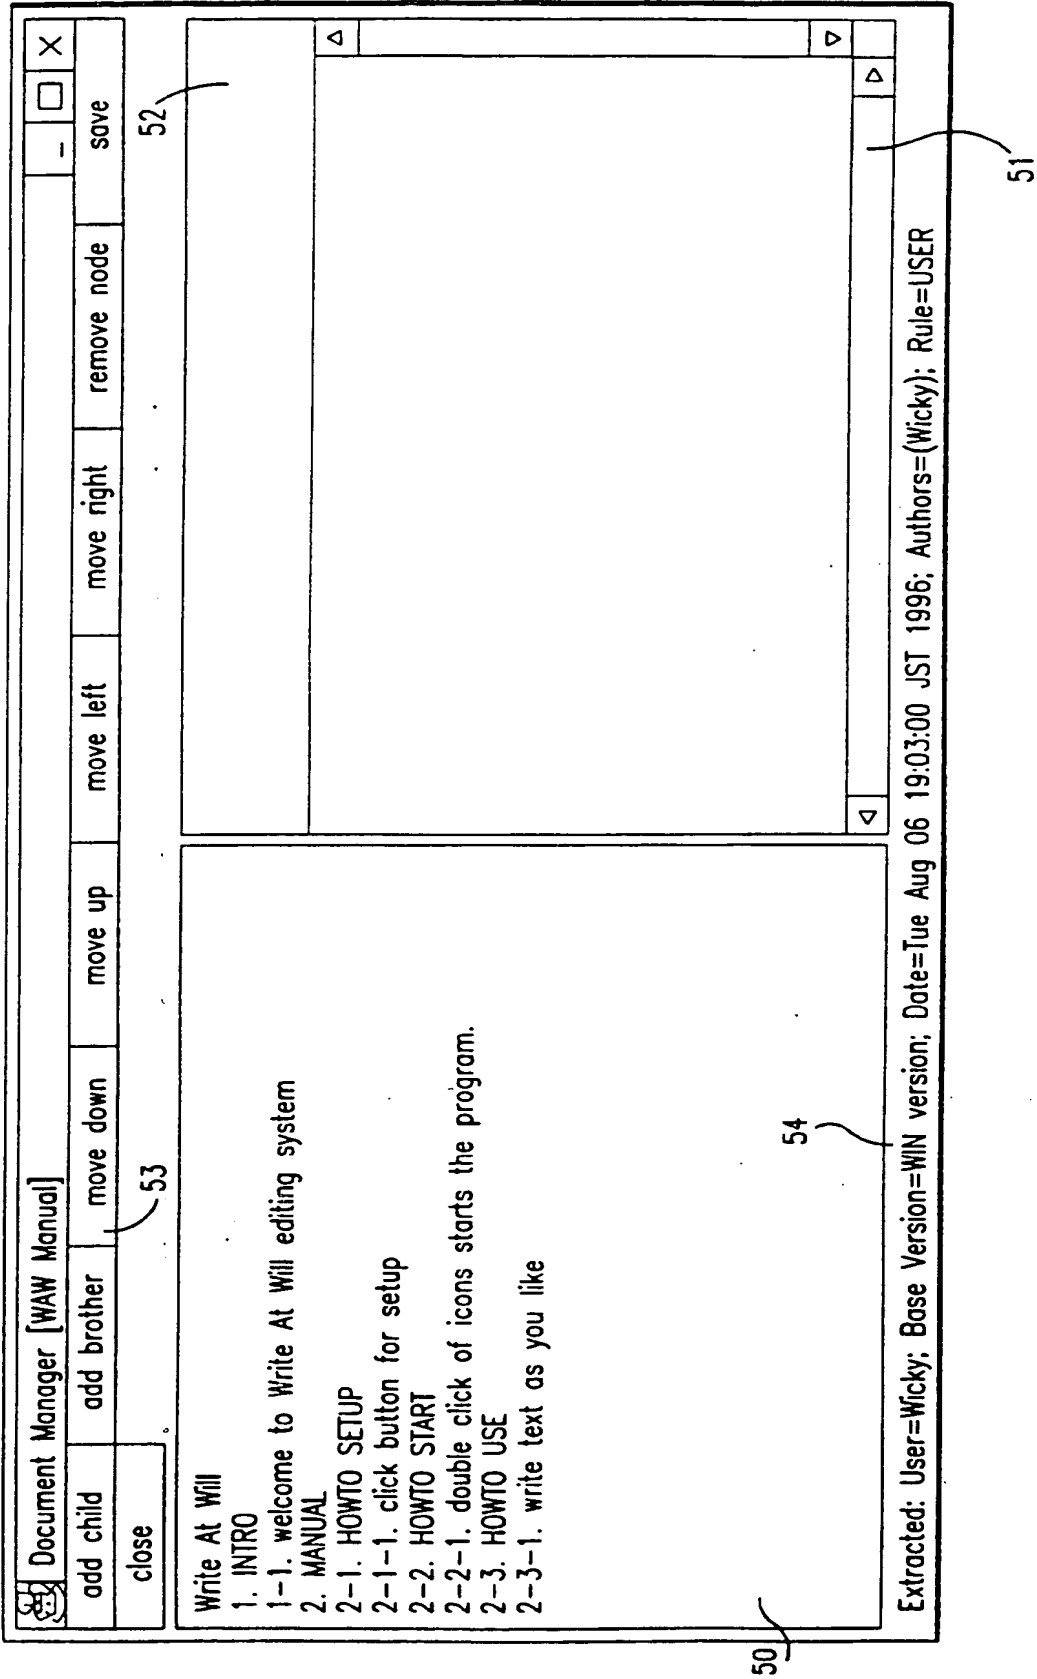 Document Manager [WAW Manual] _ □ X
add child add brother move down move up move left move right remove node save
close
53
52
Write At Will
1. INTRO
1-1. welcome to Write At Will editing system
2. MANUAL
2-1. HOWTO SETUP
2-1-1. click button for setup
2-2. HOWTO START
2-2-1. double click of icons starts the program.
2-3. HOWTO USE
2-3-1. write text as you like
50
54
Extracted: User=Wicky; Base Version=WIN version; Date=Tue Aug 06 19:03:00 JST 1996; Authors=(Wicky); Rule=USER
51